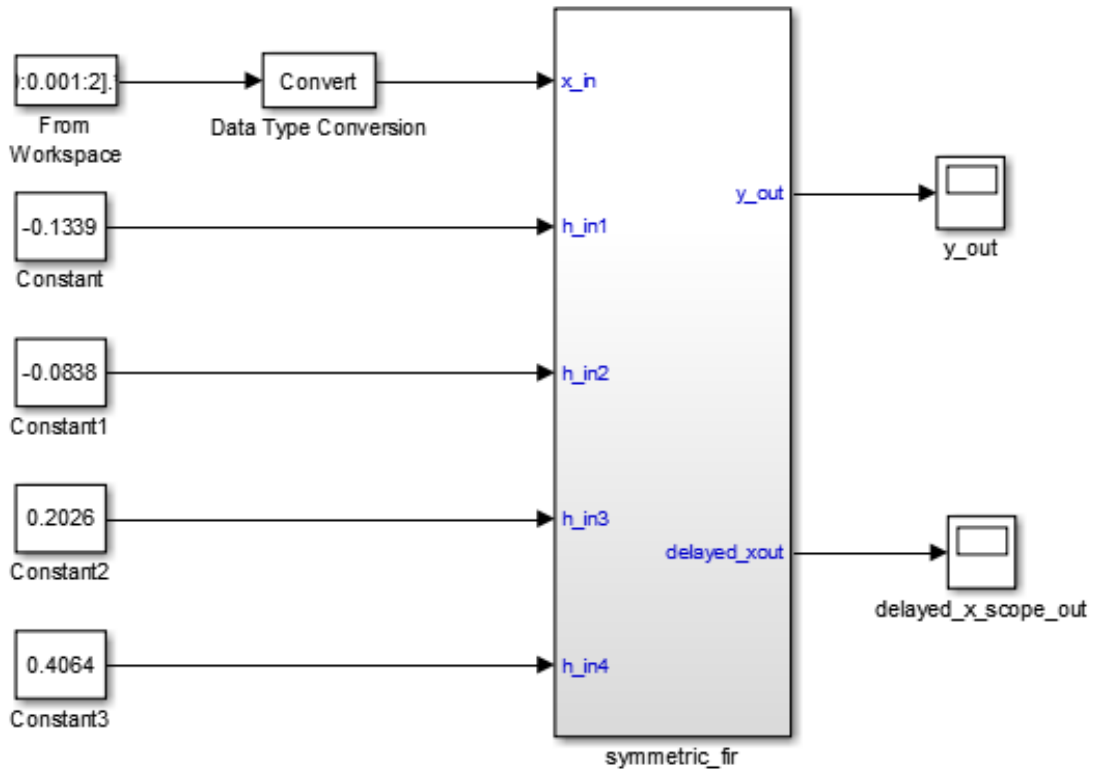 ):0.001:2].'
Convert
x_in
From
Workspace
Data Type Conversion
-0.1339
h_in1
y_out
Constant
y_out
-0.0838
h_in2
Constant1
0.2026
h_in3
delayed_xout
Constant2
delayed_x_scope_out
0.4064
h_in4
Constant3
symmetric_fir